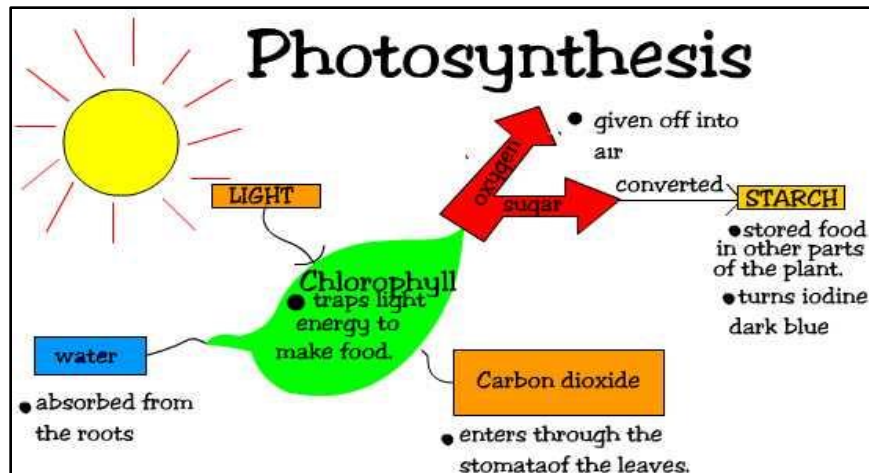 Photosynthesis
● given off into
air
oxygen
sugar
converted
STARCH
● stored food
in other parts
of the plant.
● turns iodine
dark blue
LIGHT
Chlorophyll
● traps light
energy to
make food.
water
● absorbed from
the roots
Carbon dioxide
● enters through the
stomataof the leaves.